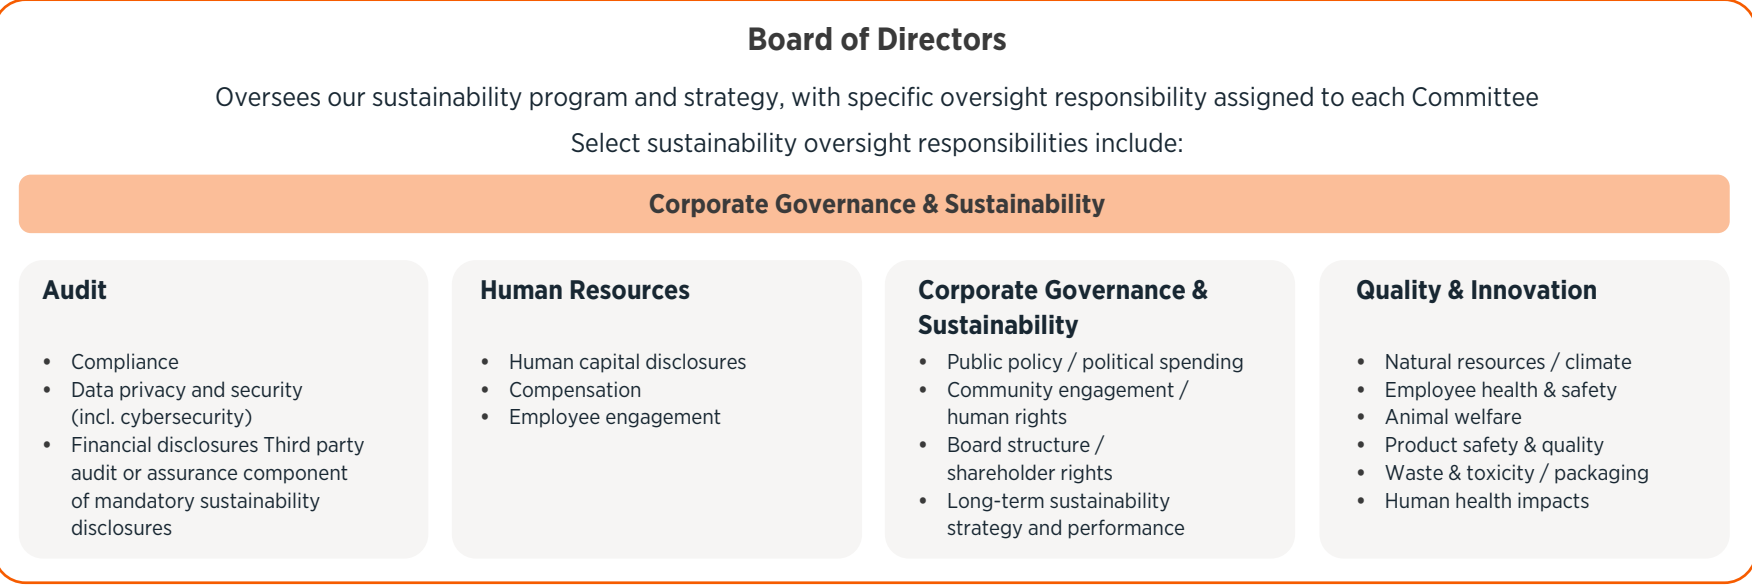 Board of Directors
Oversees our sustainability program and strategy, with specific oversight responsibility assigned to each Committee
Select sustainability oversight responsibilities include:
Corporate Governance & Sustainability
Audit
• Compliance
• Data privacy and security
(incl. cybersecurity)
• Financial disclosures Third party
audit or assurance component
of mandatory sustainability
disclosures
Human Resources
• Human capital disclosures
• Compensation
• Employee engagement
Corporate Governance &
Sustainability
• Public policy / political spending
• Community engagement /
human rights
• Board structure /
shareholder rights
• Long-term sustainability
strategy and performance
Quality & Innovation
• Natural resources / climate
• Employee health & safety
• Animal welfare
• Product safety & quality
• Waste & toxicity / packaging
• Human health impacts